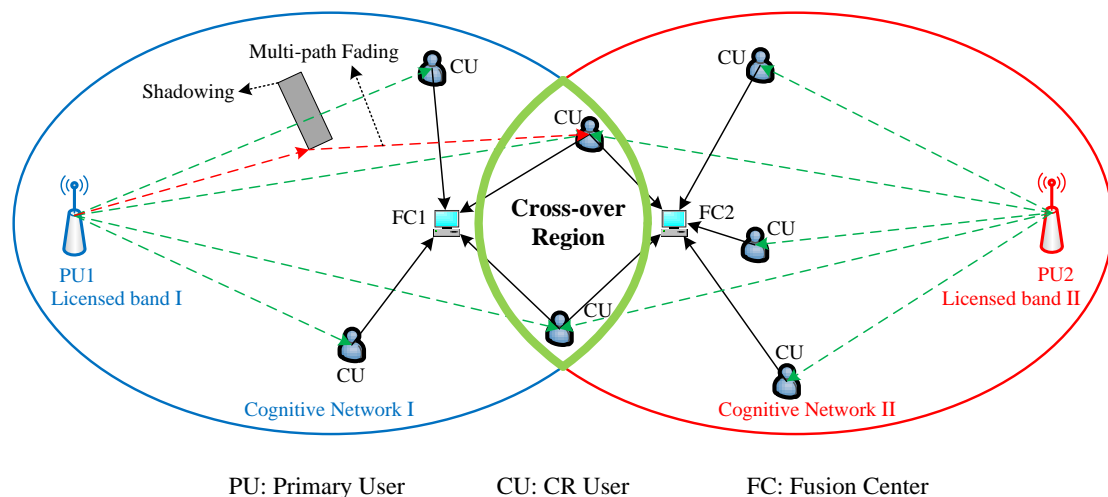 Multi-path Fading
Shadowing
CU
CU
CU
FC1
Cross-over
Region
FC2
CU
PU1
Licensed band I
PU2
Licensed band II
CU
CU
CU
Cognitive Network I
Cognitive Network II
PU: Primary User
CU: CR User
FC: Fusion Center